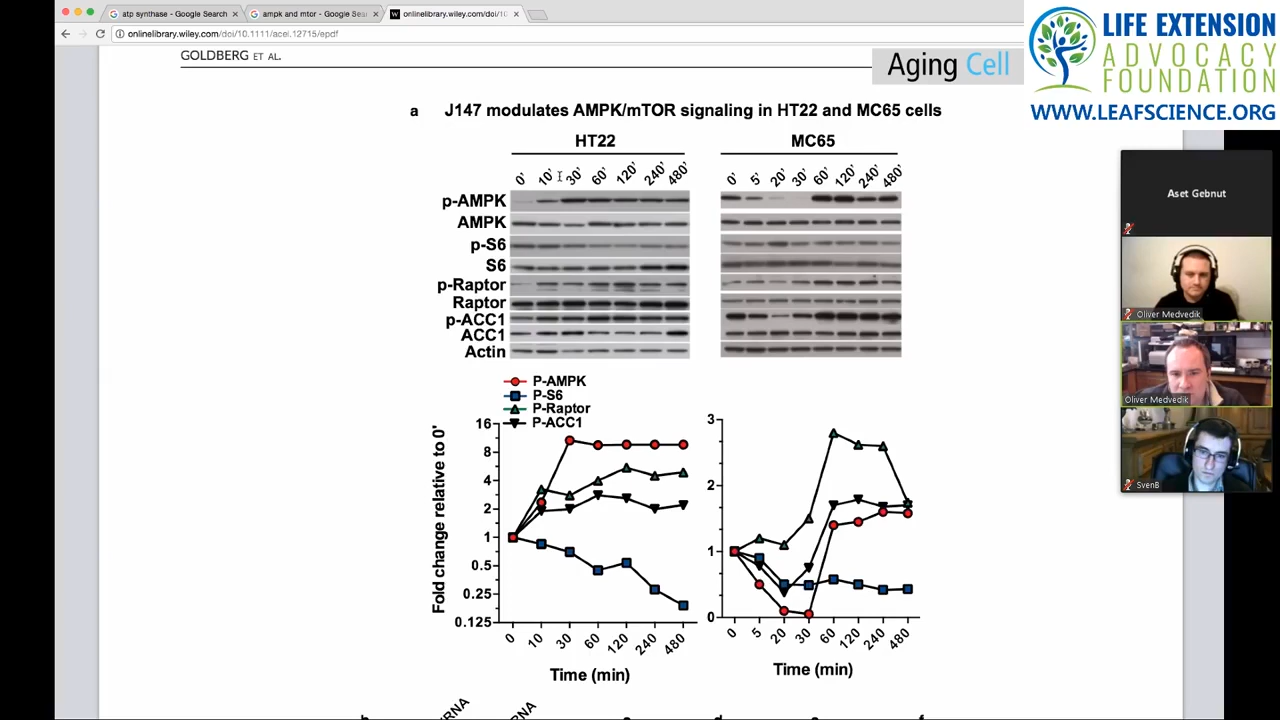 atp synthase - Google Search
ampk and mtor - Google Sea
onlinelibrary.wiley.com/doi/10
onlinelibrary.wiley.com/doi/10.1111/acel.12715/epdf
GOLDBERG ET AL.
Aging Cell
LIFE EXTENSION
ADVOCACY
FOUNDATION
WWW.LEAFSCIENCE.ORG
a J147 modulates AMPK/mTOR signaling in HT22 and MC65 cells
HT22 MC65
0' 10' 30' 60' 120' 240' 480' 0' 5' 20' 30' 60' 120' 240' 480'
p-AMPK
AMPK
p-S6
S6
p-Raptor
Raptor
p-ACC1
ACC1
Actin
P-AMPK
P-S6
P-Raptor
P-ACC1
Fold change relative to 0'
16
8
4
2
1
0.5
0.25
0.125
0 10 30 60 120 240 480
Time (min)
3
2
1
0
0 5 20 30 60 120 240 480
Time (min)
Aset Gebnut
Oliver Medvedik
Oliver Medvedik
SvenB